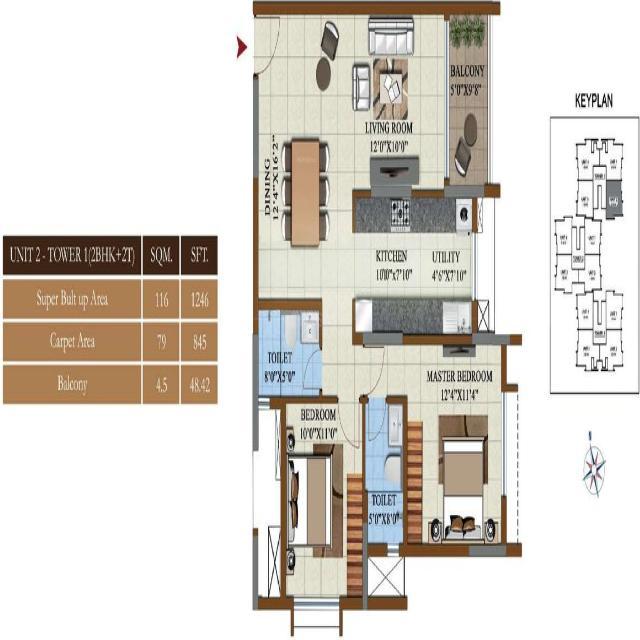 UNIT 2 - TOWER 1(2BHK+2T) SQM. SFT.
Super Bult up Area 116 1246
Carpet Area 79 845
Balcony 4.5 48.42
BALCONY
5'0"X9'8"
LIVING ROOM
12'0"X10'0"
DINING
12'4"X16'2"
KITCHEN
10'0"x7'10"
UTILITY
4'6"X7'10"
TOILET
8'0"X5'0"
MASTER BEDROOM
12'4"X11'4"
BEDROOM
10'0"X11'0"
TOILET
5'0"X8'0"
KEYPLAN